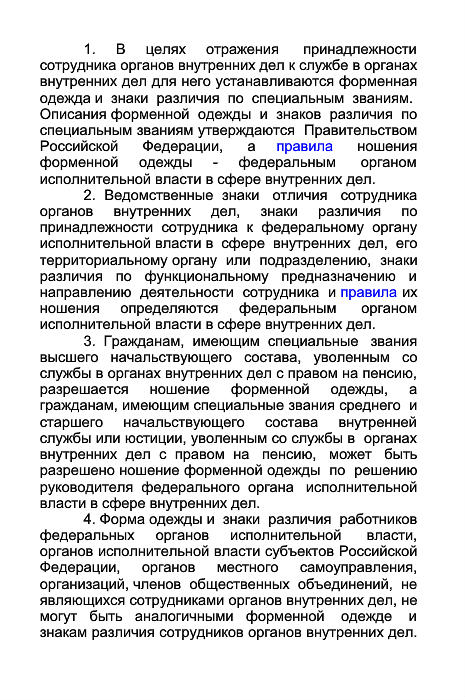 1. В целях отражения принадлежности
сотрудника органов внутренних дел к службе в органах
внутренних дел для него устанавливаются форменная
одежда и знаки различия по специальным званиям.
Описания форменной одежды и знаков различия по
специальным званиям утверждаются Правительством
Российской Федерации, а правила ношения
форменной одежды - федеральным органом
исполнительной власти в сфере внутренних дел.
2. Ведомственные знаки отличия сотрудника
органов внутренних дел, знаки различия по
принадлежности сотрудника к федеральному органу
исполнительной власти в сфере внутренних дел, его
территориальному органу или подразделению, знаки
различия по функциональному предназначению и
направлению деятельности сотрудника и правила их
ношения определяются федеральным органом
исполнительной власти в сфере внутренних дел.
3. Гражданам, имеющим специальные звания
высшего начальствующего состава, уволенным со
службы в органах внутренних дел с правом на пенсию,
разрешается ношение форменной одежды, а
гражданам, имеющим специальные звания среднего и
старшего начальствующего состава внутренней
службы или юстиции, уволенным со службы в органах
внутренних дел с правом на пенсию, может быть
разрешено ношение форменной одежды по решению
руководителя федерального органа исполнительной
власти в сфере внутренних дел.
4. Форма одежды и знаки различия работников
федеральных органов исполнительной власти,
органов исполнительной власти субъектов Российской
Федерации, органов местного самоуправления,
организаций, членов общественных объединений, не
являющихся сотрудниками органов внутренних дел, не
могут быть аналогичными форменной одежде и
знакам различия сотрудников органов внутренних дел.